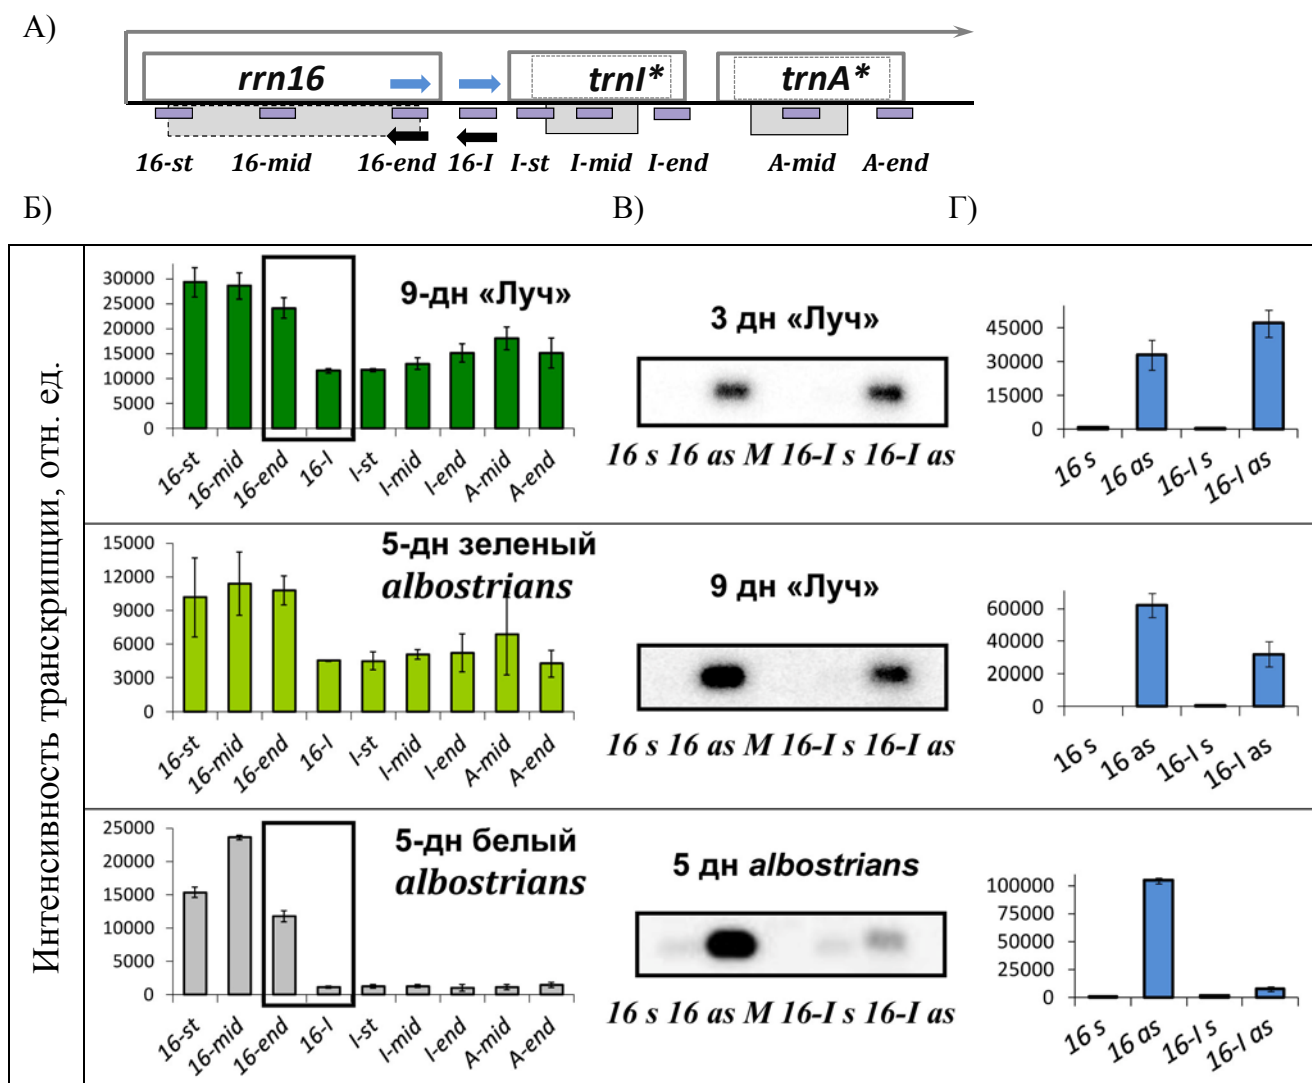 А)
rrn16 trnI* trnA*
16-st 16-mid 16-end 16-I I-st I-mid I-end A-mid A-end
Б) В) Г)
Интенсивность транскрипции, отн. ед.
9-дн «Луч»
30000
25000
20000
15000
10000
5000
0
16-st 16-mid 16-end 16-I I-st I-mid I-end A-mid A-end
3 дн «Луч»
16 s 16 as M 16-I s 16-I as
45000
30000
15000
0
16 s 16 as 16-I s 16-I as
5-дн зеленый
albostrians
15000
12000
9000
6000
3000
0
16-st 16-mid 16-end 16-I I-st I-mid I-end A-mid A-end
9 дн «Луч»
16 s 16 as M 16-I s 16-I as
60000
40000
20000
0
16 s 16 as 16-I s 16-I as
5-дн белый
albostrians
25000
20000
15000
10000
5000
0
16-st 16-mid 16-end 16-I I-st I-mid I-end A-mid A-end
5 дн albostrians
16 s 16 as M 16-I s 16-I as
100000
75000
50000
25000
0
16 s 16 as 16-I s 16-I as